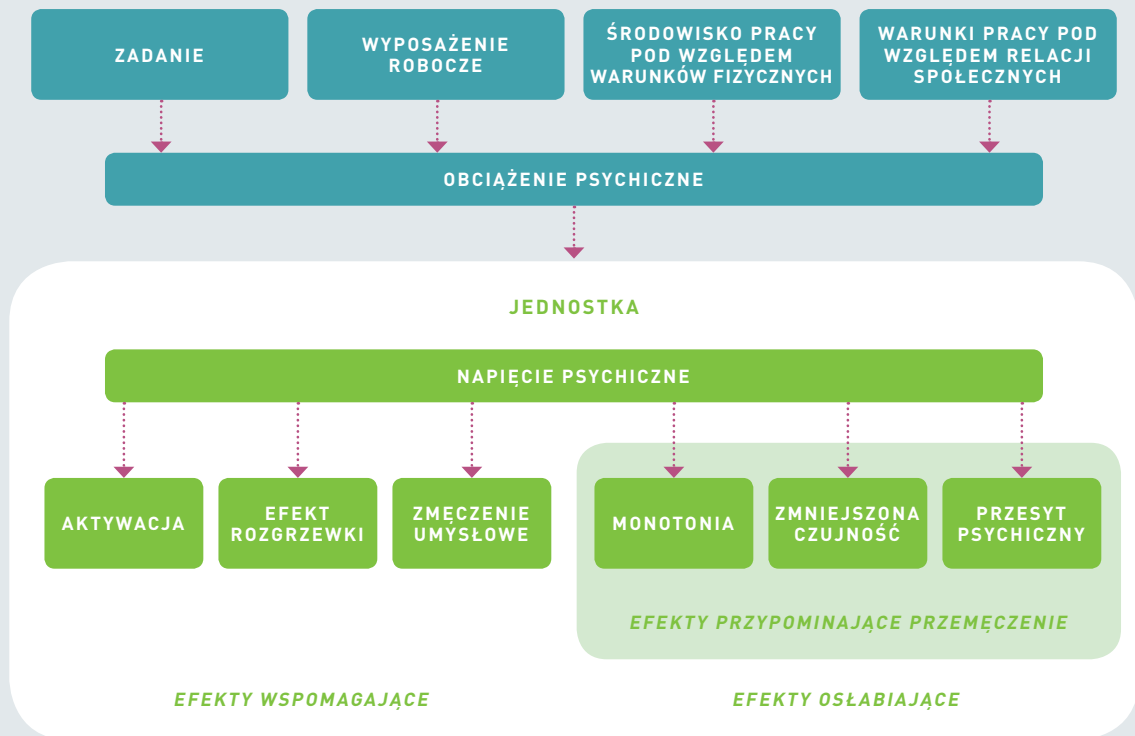 ZADANIE
WYPOSAŻENIE
ROBOCZE
ŚRODOWISKO PRACY
POD WZGLĘDEM
WARUNKÓW FIZYCZNYCH
WARUNKI PRACY POD
WZGLĘDEM RELACJI
SPOŁECZNYCH
OBCIĄŻENIE PSYCHICZNE
JEDNOSTKA
NAPIĘCIE PSYCHICZNE
AKTYWACJA
EFEKT
ROZGRZEWKI
ZMĘCZENIE
UMYSŁOWE
MONOTONIA
ZMNIEJSZONA
CZUJNOŚĆ
PRZESYT
PSYCHICZNY
EFEKTY PRZYPOMINAJĄCE PRZEMĘCZENIE
EFEKTY WSPOMAGAJĄCE
EFEKTY OSŁABIAJĄCE